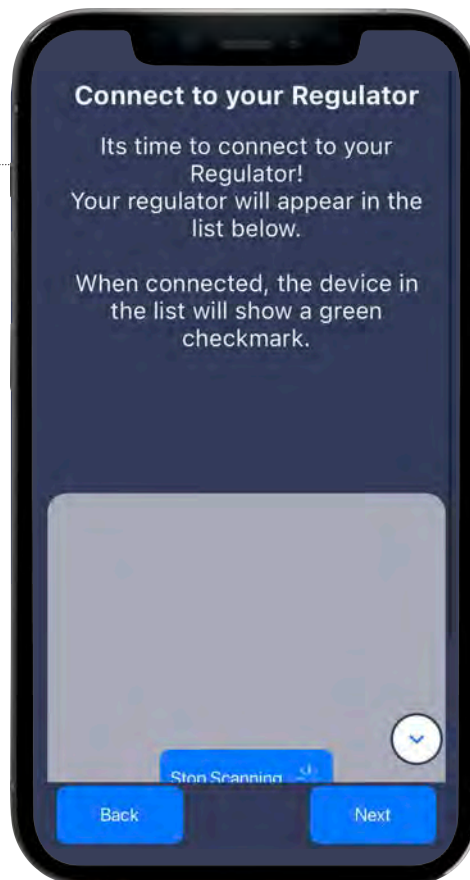 Connect to your Regulator
Its time to connect to your
Regulator!
Your regulator will appear in the
list below.
When connected, the device in
the list will show a green
checkmark.
Stop Scanning
Back
Next